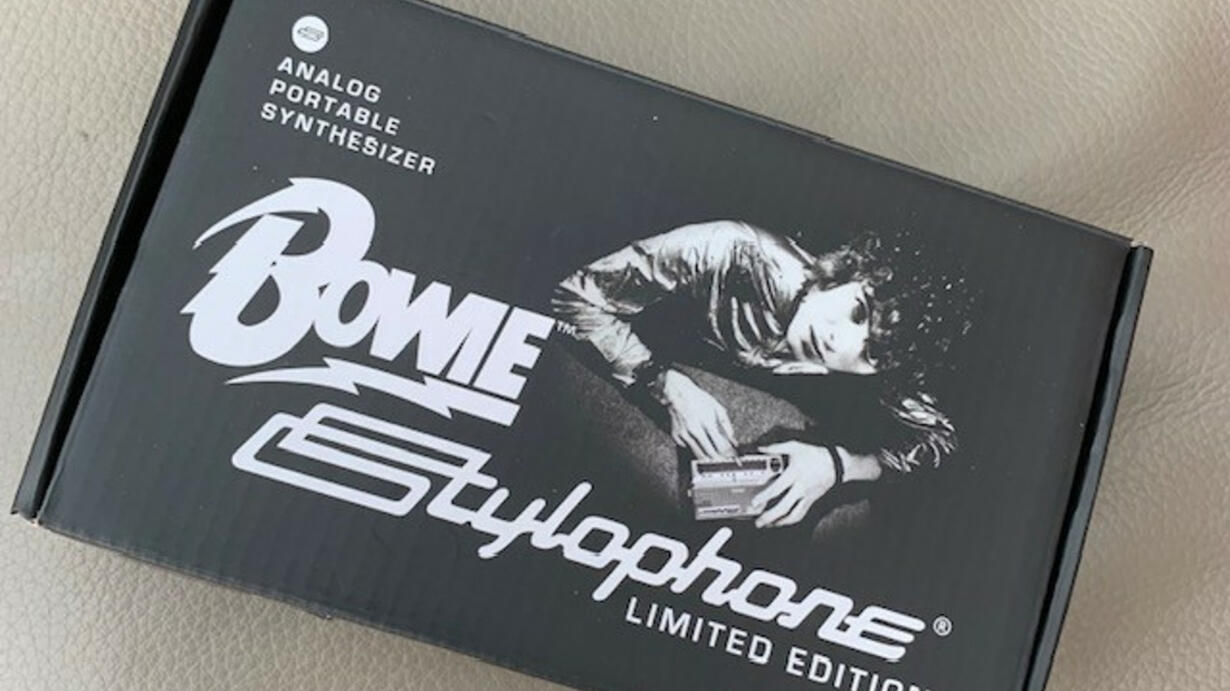 ANALOG
PORTABLE
SYNTHESIZER
BOWIE™
Stylophone®
LIMITED EDITION